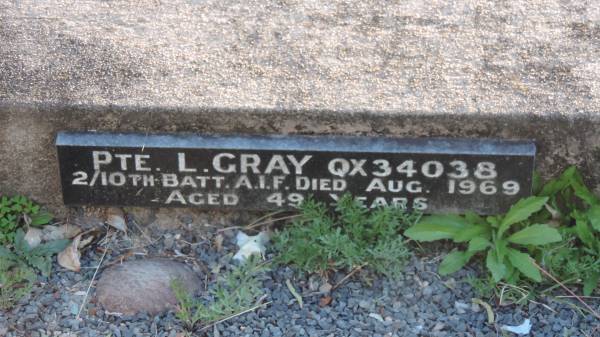 PTE. L. GRAY QX34038
2/10TH BATT. A.I.F. DIED AUG. 1969
AGED 49 YEARS